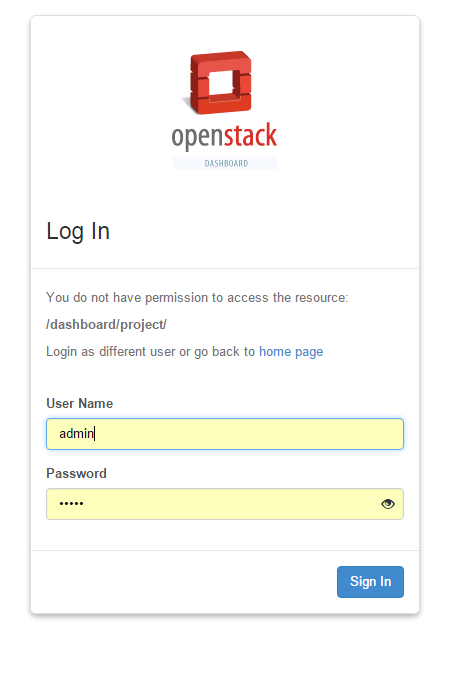 openstack
DASHBOARD
Log In
You do not have permission to access the resource:
/dashboard/project/
Login as different user or go back to home page
User Name
admin
Password
•••••
Sign In